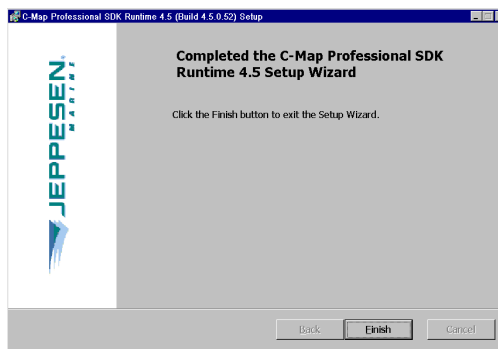 C-Map Professional SDK Runtime 4.5 (Build 4.5.0.52) Setup
JEPPESEN.
MARINE
Completed the C-Map Professional SDK
Runtime 4.5 Setup Wizard
Click the Finish button to exit the Setup Wizard.
Back
Finish
Cancel